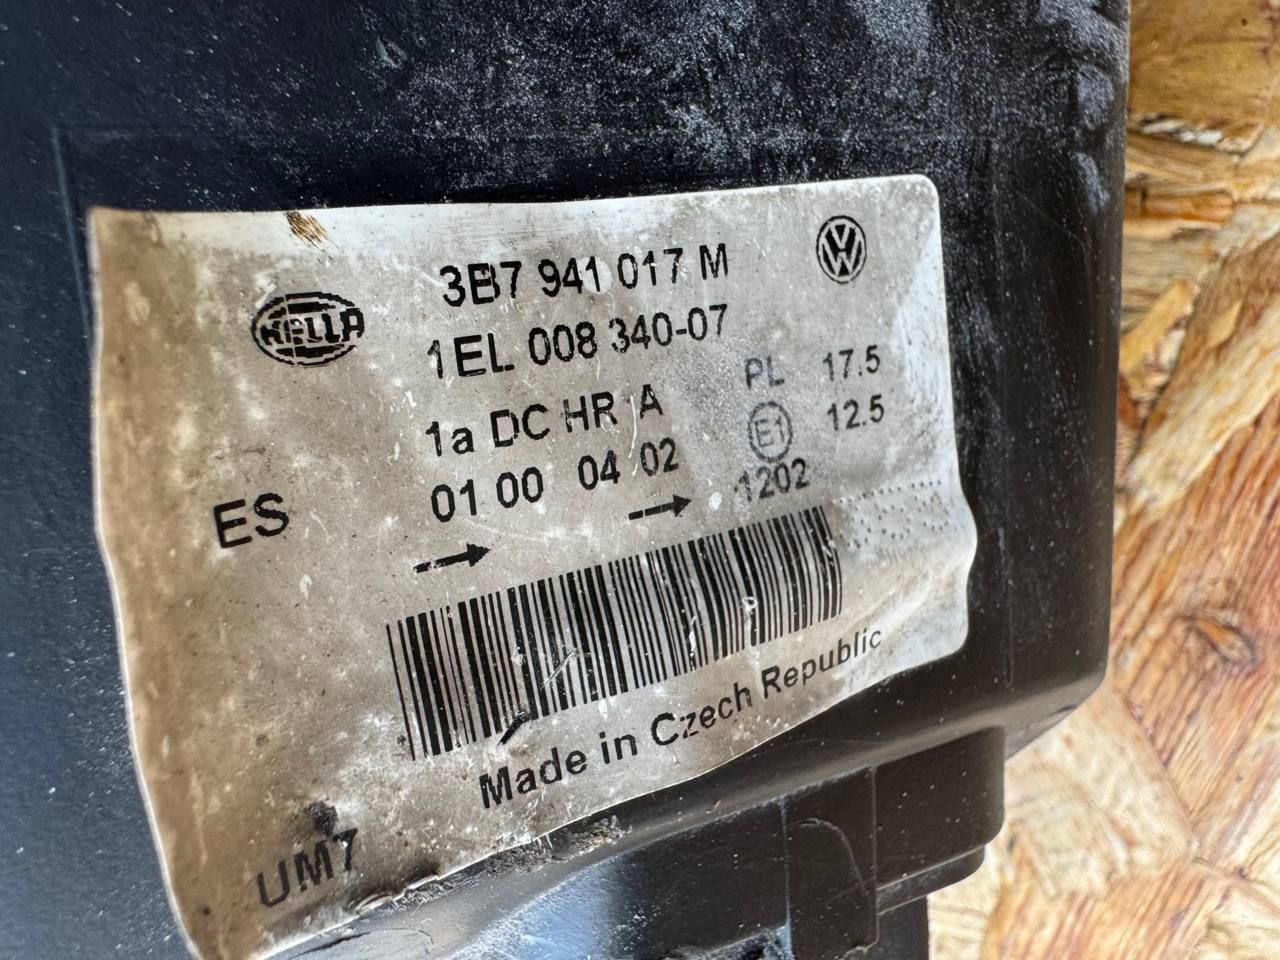 3B7 941 017 M
HELLA
1EL 008 340-07
1a DC HR A
PL 17.5
E1 12.5
01 00 04 02
1202
ES
Made in Czech Republic
UM7